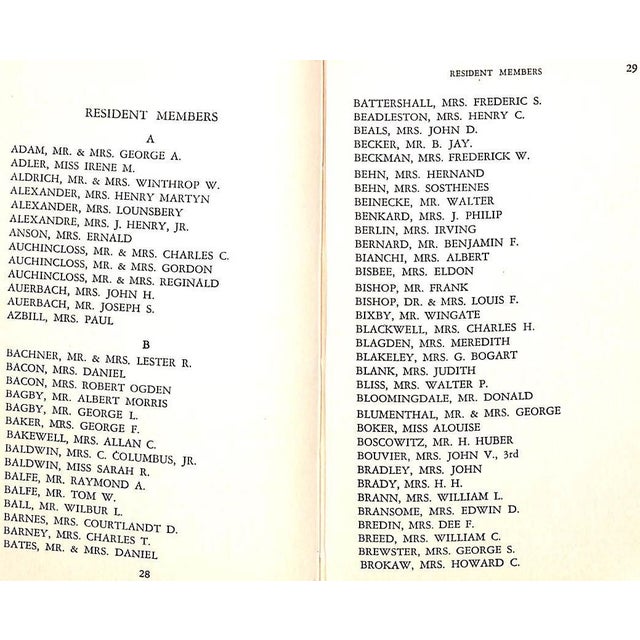 RESIDENT MEMBERS
A
ADAM, MR. & MRS. GEORGE A.
ADLER, MISS IRENE M.
ALDRICH, MR. & MRS. WINTHROP W.
ALEXANDER, MRS. HENRY MARTYN
ALEXANDER, MRS. LOUNSBERY
ALEXANDRE, MRS. J. HENRY, JR.
ANSON, MRS. ERNALD
AUCHINCLOSS, MR. & MRS. CHARLES C.
AUCHINCLOSS, MR. & MRS. GORDON
AUCHINCLOSS, MR. & MRS. REGINALD
AUERBACH, MRS. JOHN H.
AUERBACH, MR. JOSEPH S.
AZBILL, MRS. PAUL
B
BACHNER, MR. & MRS. LESTER R.
BACON, MRS. DANIEL
BACON, MRS. ROBERT OGDEN
BAGBY, MR. ALBERT MORRIS
BAGBY, MR. GEORGE L.
BAKER, MRS. GEORGE F.
BAKEWELL, MRS. ALLAN C.
BALDWIN, MRS. C. COLUMBUS, JR.
BALDWIN, MISS SARAH R.
BALFE, MR. RAYMOND A.
BALFE, MR. TOM W.
BALL, MR. WILBUR L.
BARNES, MRS. COURTLANDT D.
BARNEY, MRS. CHARLES T.
BATES, MR. & MRS. DANIEL
28
RESIDENT MEMBERS 29
BATTERSHALL, MRS. FREDERIC S.
BEADLESTON, MRS. HENRY C.
BEALS, MRS. JOHN D.
BECKER, MR. B. JAY.
BECKMAN, MRS. FREDERICK W.
BEHN, MRS. HERNAND
BEHN, MRS. SOSTHENES
BEINECKE, MR. WALTER
BENKARD, MRS. J. PHILIP
BERLIN, MRS. IRVING
BERNARD, MR. BENJAMIN F.
BIANCHI, MRS. ALBERT
BISBEE, MRS. ELDON
BISHOP, MR. FRANK
BISHOP, DR. & MRS. LOUIS F.
BIXBY, MR. WINGATE
BLACKWELL, MRS. CHARLES H.
BLAGDEN, MRS. MEREDITH
BLAKELEY, MRS. G. BOGART
BLANK, MRS. JUDITH
BLISS, MRS. WALTER P.
BLOOMINGDALE, MR. DONALD
BLUMENTHAL, MR. & MRS. GEORGE
BOKER, MISS ALOUISE
BOSCOWITZ, MR. H. HUBER
BOUVIER, MRS. JOHN V., 3rd
BRADLEY, MRS. JOHN
BRADY, MRS. H. H.
BRANN, MRS. WILLIAM L.
BRANSOME, MRS. EDWIN D.
BREDIN, MRS. DEE F.
BREED, MRS. WILLIAM C.
BREWSTER, MRS. GEORGE S.
BROKAW, MRS. HOWARD C.